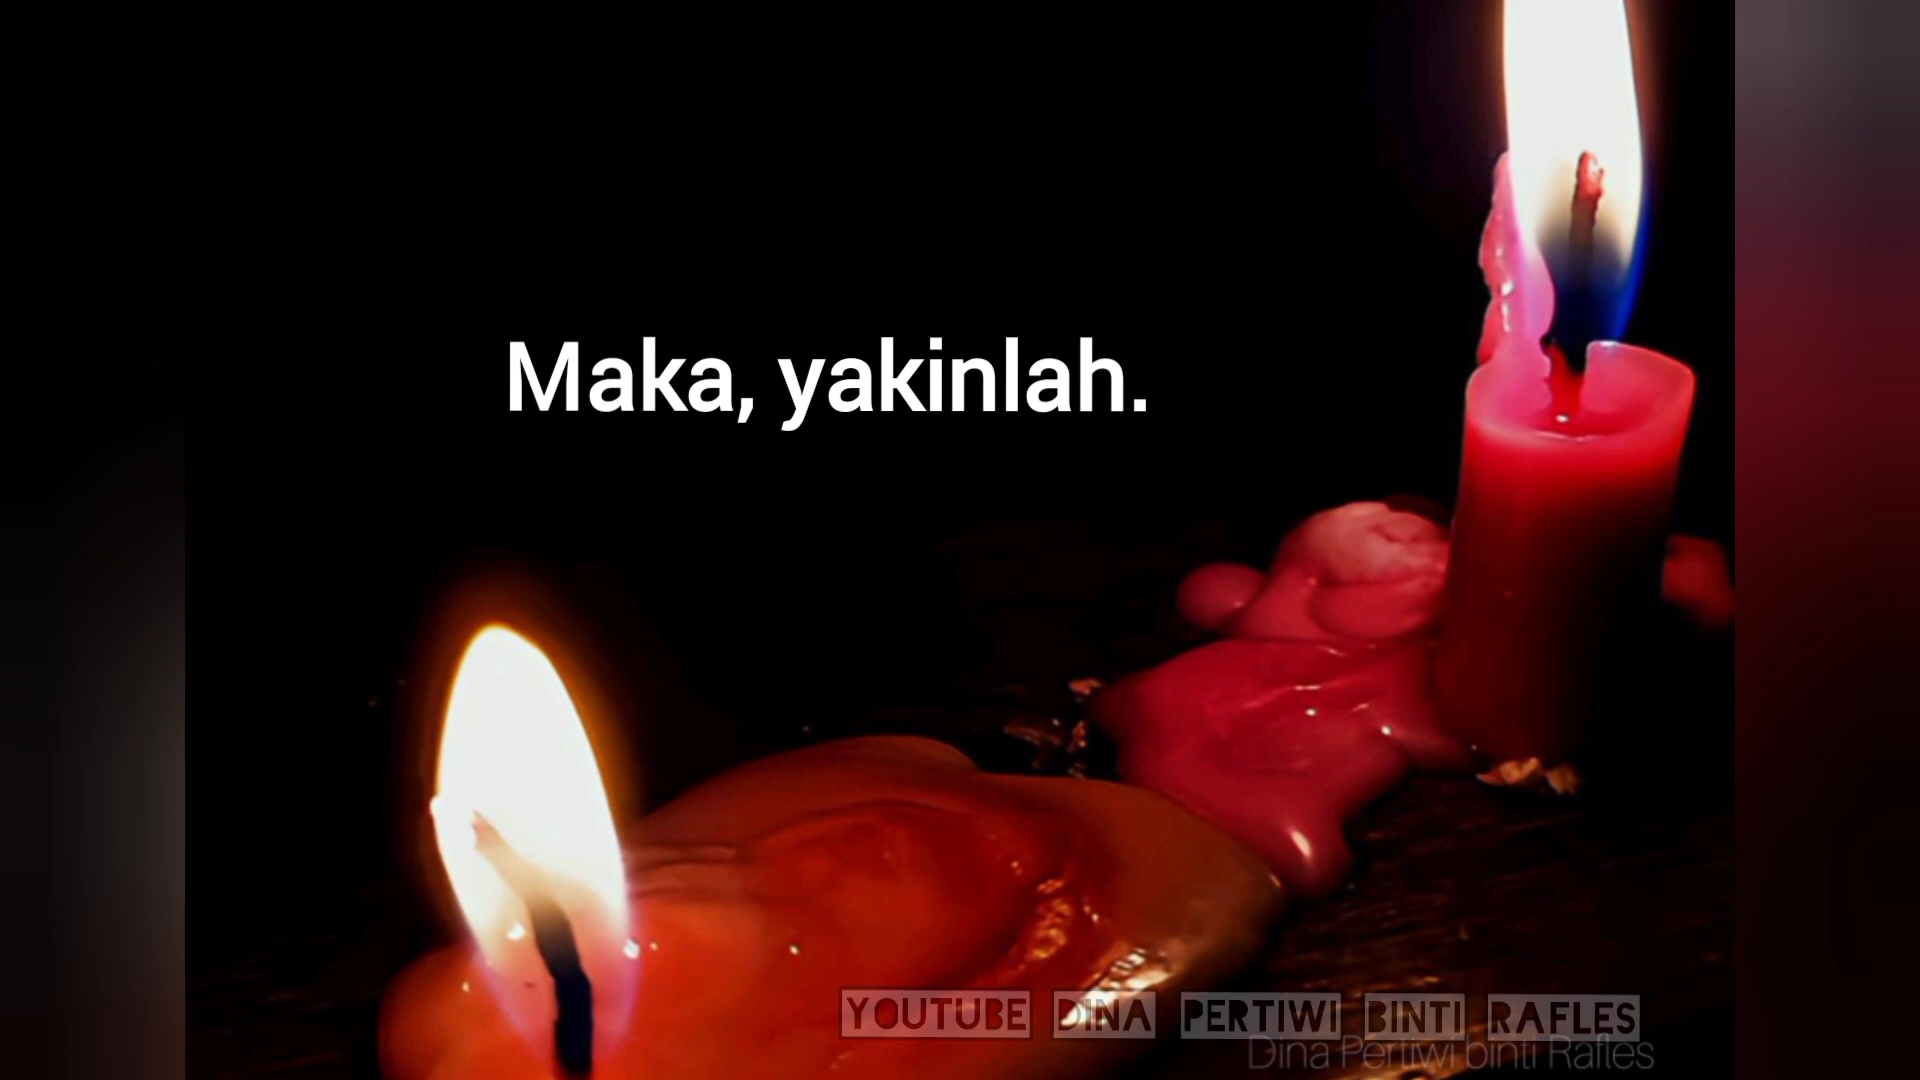 Maka, yakinlah.
YOUTUBE DINA PERTIWI BINTI RAFLES
Dina Pertiwi binti Rafles